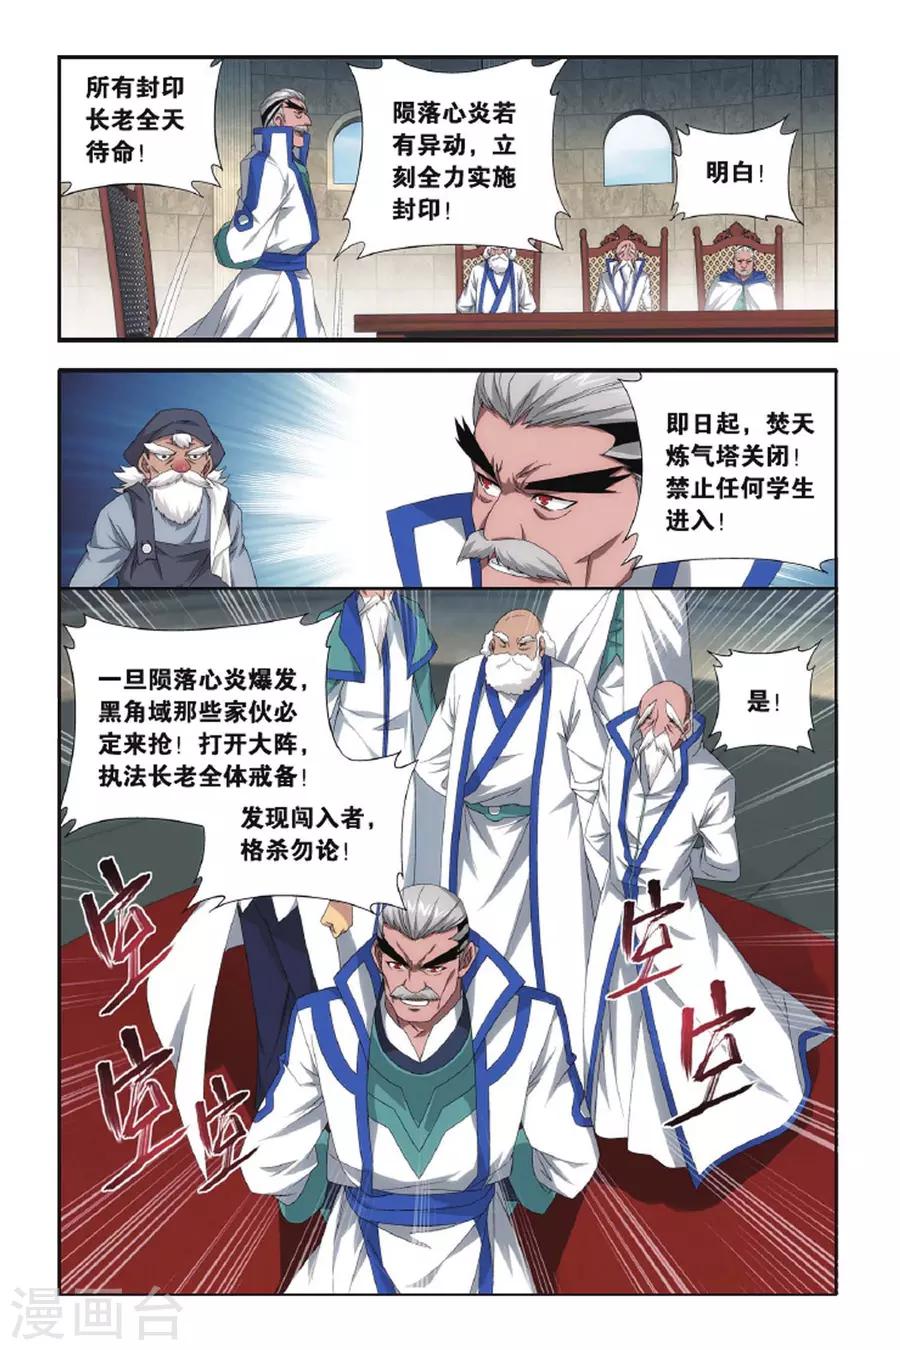 所有封印
长老全天
待命！
陨落心炎若
有异动，立
刻全力实施
封印！
明白！
即日起，焚天
炼气塔关闭！
禁止任何学生
进入！
一旦陨落心炎爆发，
黑角域那些家伙必
定来抢！打开大阵，
执法长老全体戒备！
发现闯入者，
格杀勿论！
是！
漫画台